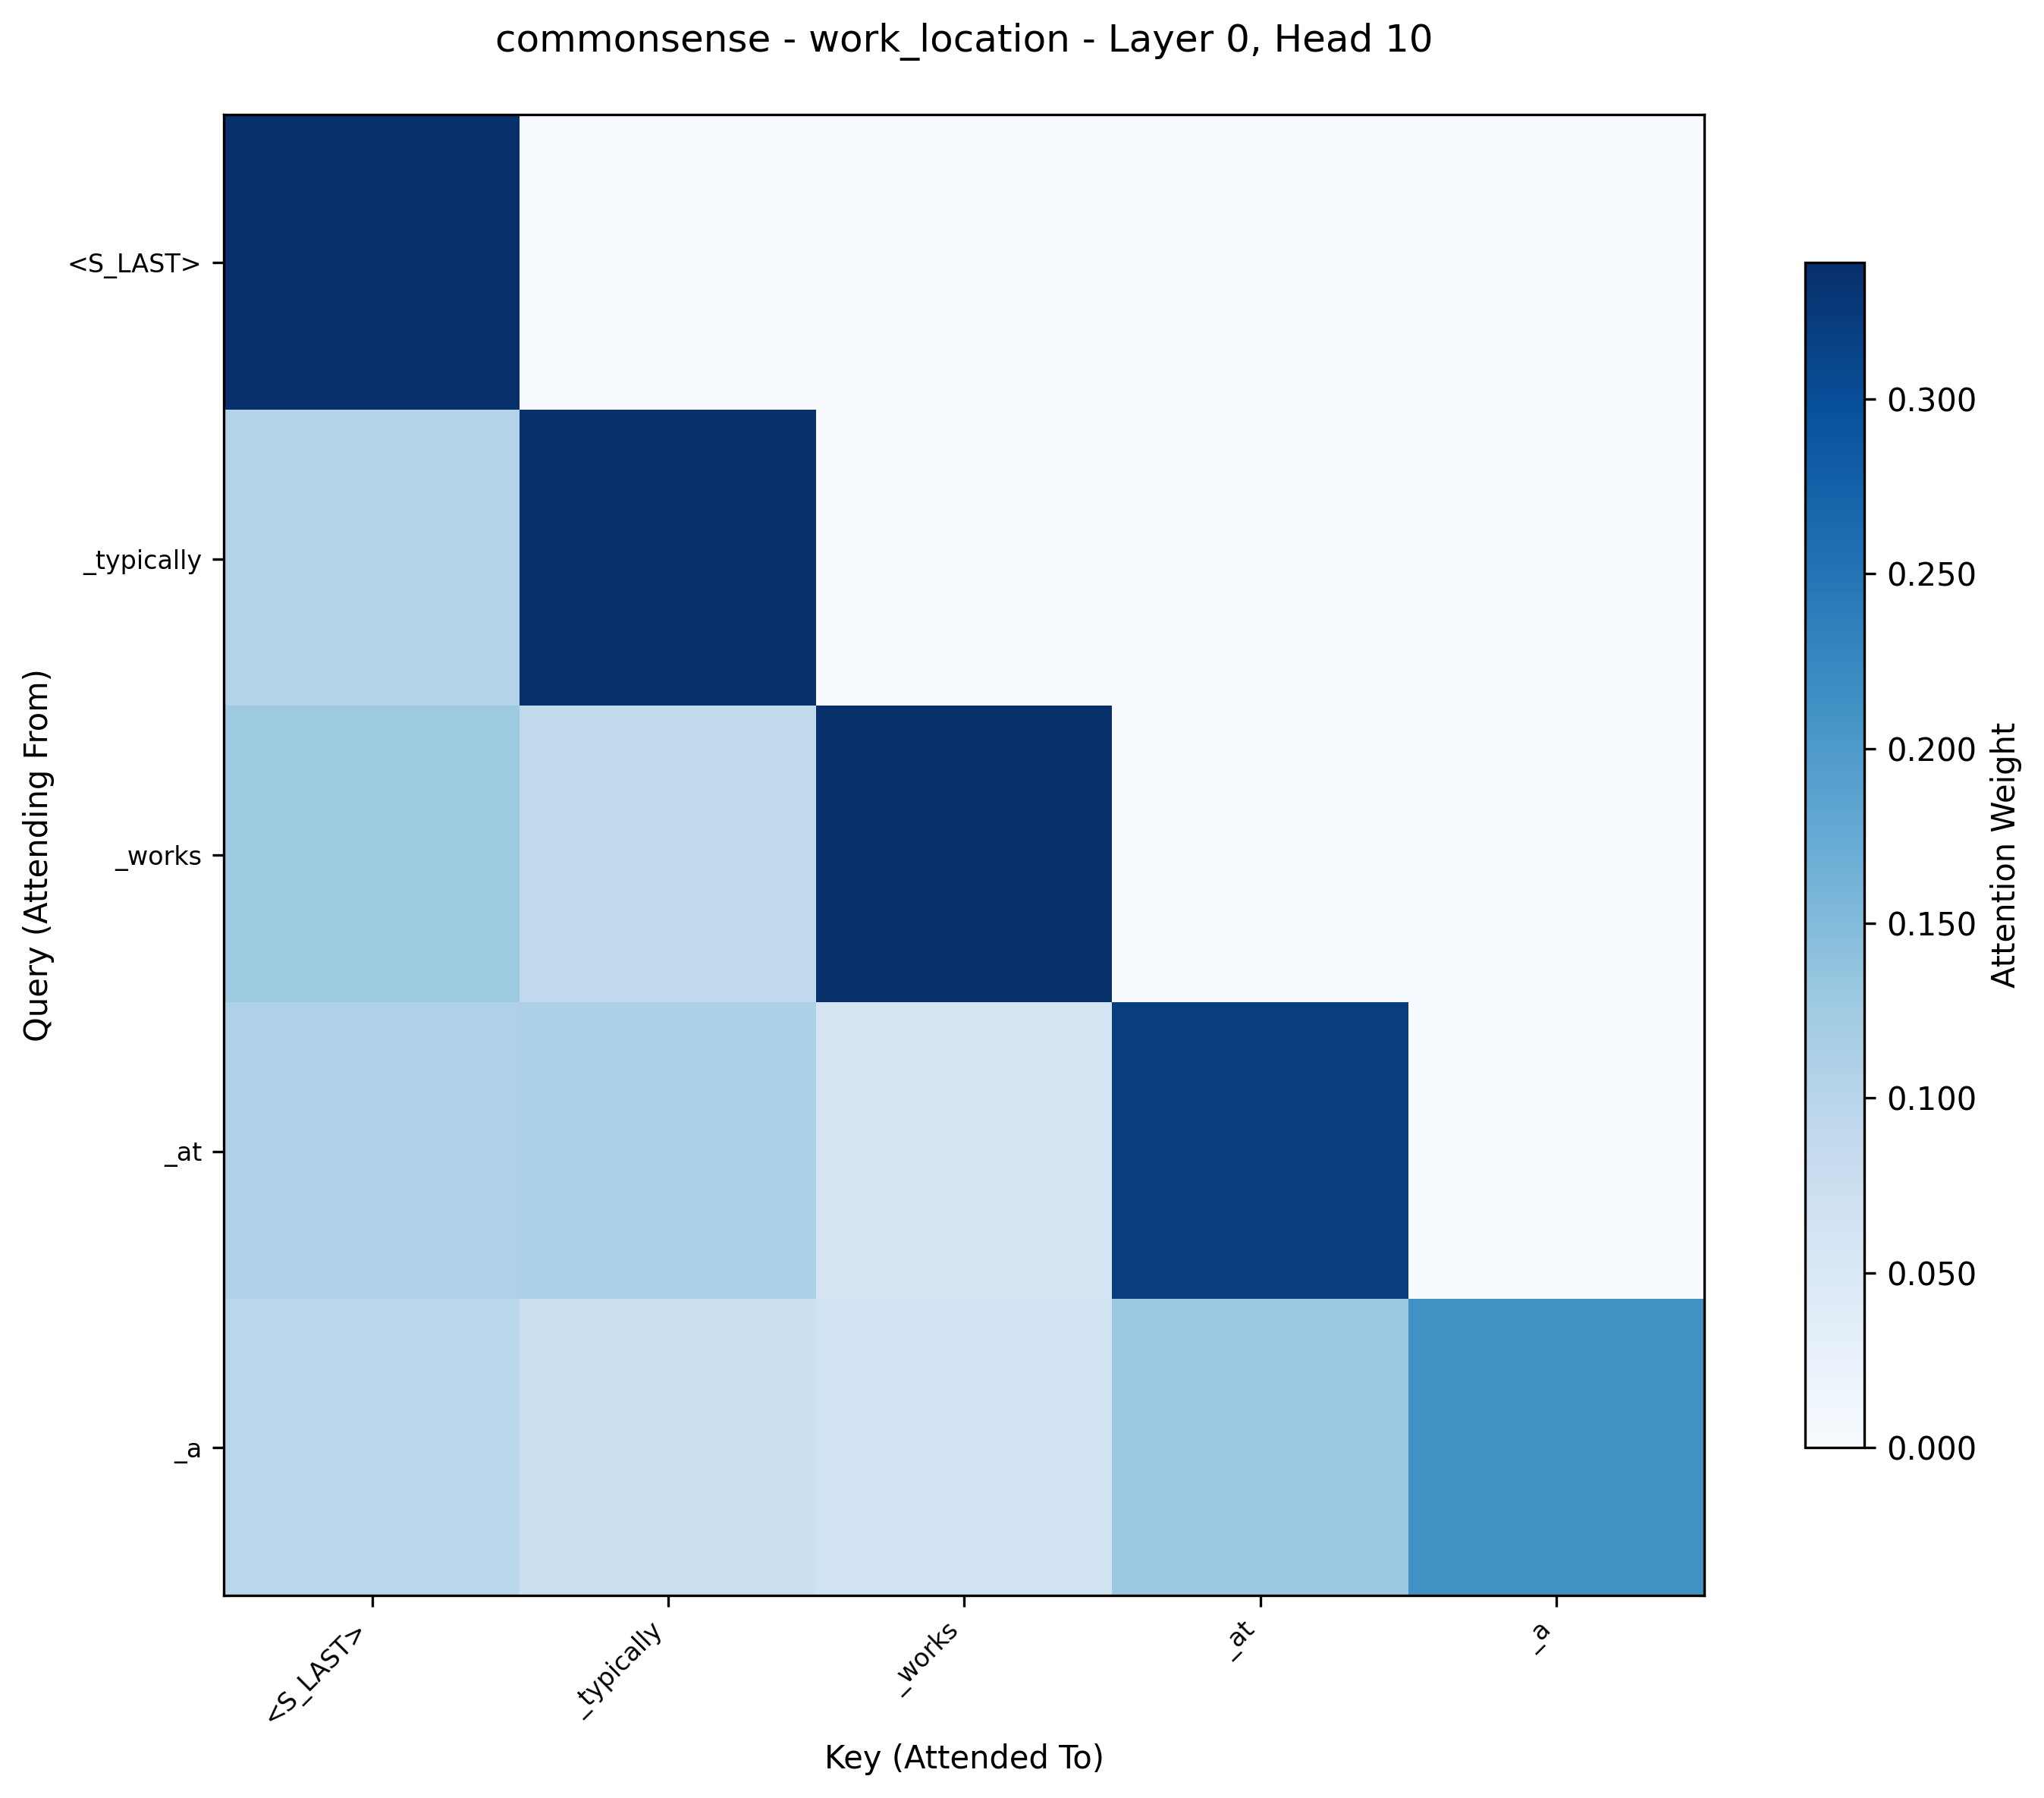 commonsense - work_location - Layer 0, Head 10
Query (Attending From)
<S_LAST>
_typically
_works
_at
_a
<S_LAST>
_typically
_works
_at
_a
Key (Attended To)
0.300
0.250
0.200
0.150
0.100
0.050
0.000
Attention Weight